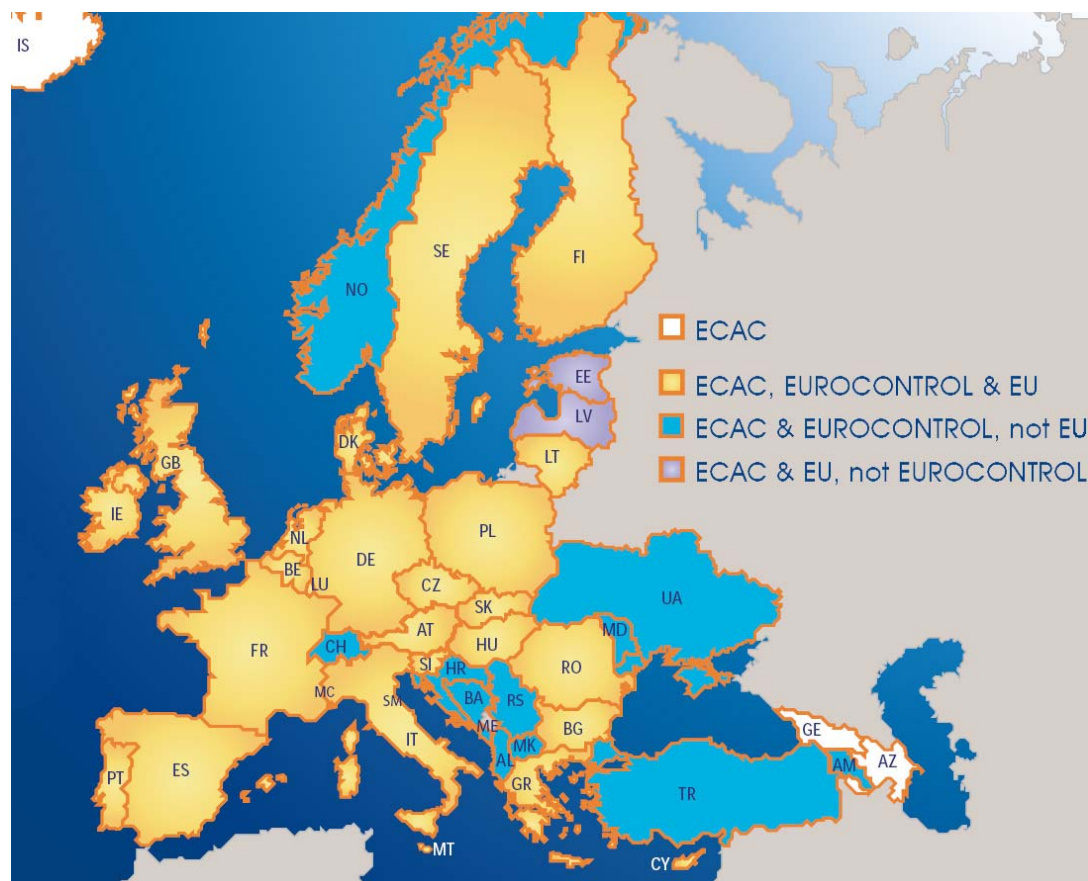 IS
SE
NO
FI
ECAC
EE
ECAC, EUROCONTROL & EU
LV
ECAC & EUROCONTROL, not EU
DK
LT
GB
ECAC & EU, not EUROCONTROL
IE
NL
PL
DE
BE
LU
CZ
UA
SK
AT
MD
HU
FR
CH
SI
HR
RO
MC
SM
BA
RS
ME
BG
GE
IT
MK
AL
AM
AZ
PT
ES
GR
TR
MT
CY